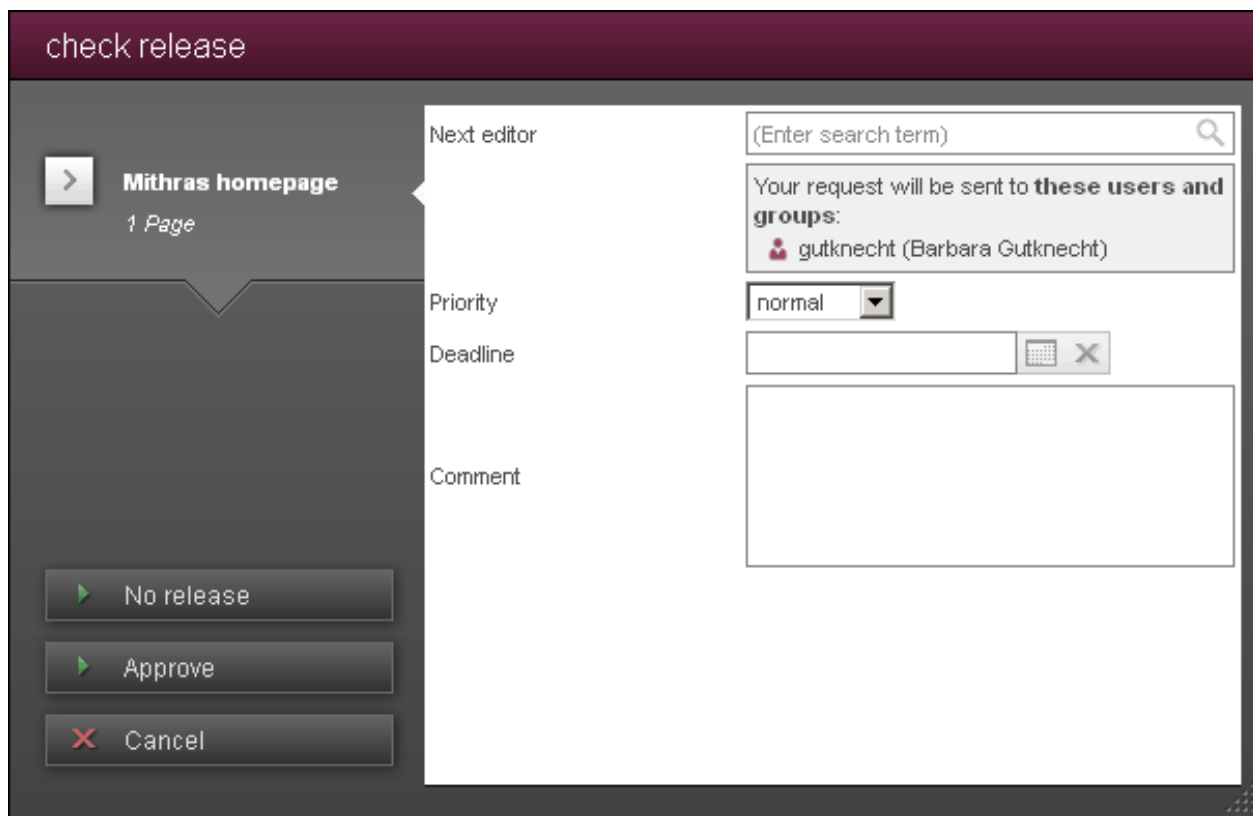 check release
Mithras homepage
1 Page
No release
Approve
Cancel
Next editor
(Enter search term)
Your request will be sent to these users and
groups:
gutknecht (Barbara Gutknecht)
Priority
normal
Deadline
Comment